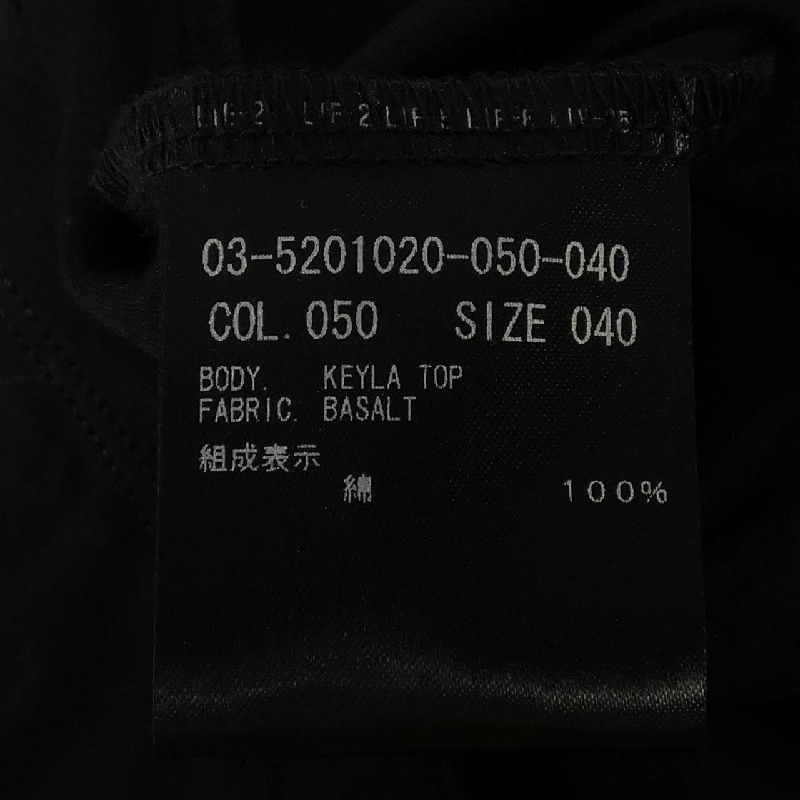 03-5201020-050-040
COL. 050 SIZE 040
BODY. KEYLA TOP
FABRIC. BASALT
組成表示
綿 100%